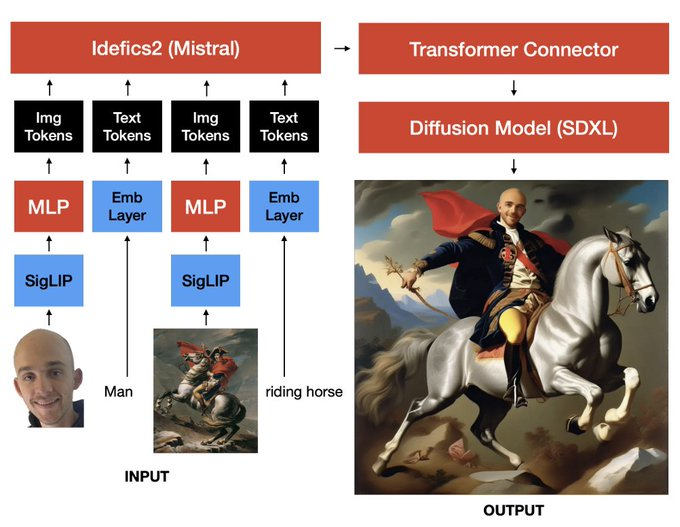 Idefics2 (Mistral)
Transformer Connector
Img
Tokens
Text
Tokens
Img
Tokens
Text
Tokens
Diffusion Model (SDXL)
MLP
Emb
Layer
MLP
Emb
Layer
SigLIP
SigLIP
Man
riding horse
INPUT
OUTPUT